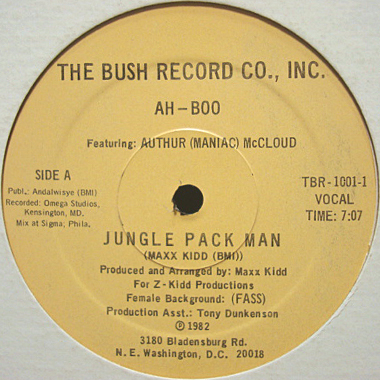 THE BUSH RECORD CO., INC.
AH-BOO
Featuring: AUTHUR (MANIAC) McCLOUD
SIDE A
Publ.: Andalwisye (BMI)
Recorded: Omega Studios,
Kensington, MD.
Mix at Sigma; Phila.
TBR-1001-1
VOCAL
TIME: 7:07
JUNGLE PACK MAN
(MAXX KIDD (BMI))
Produced and Arranged by: Maxx Kidd
For Z-Kidd Productions
Female Background: (FASS)
Production Asst.: Tony Dunkenson
℗ 1982
3180 Bladensburg Rd.
N.E. Washington, D.C. 20018